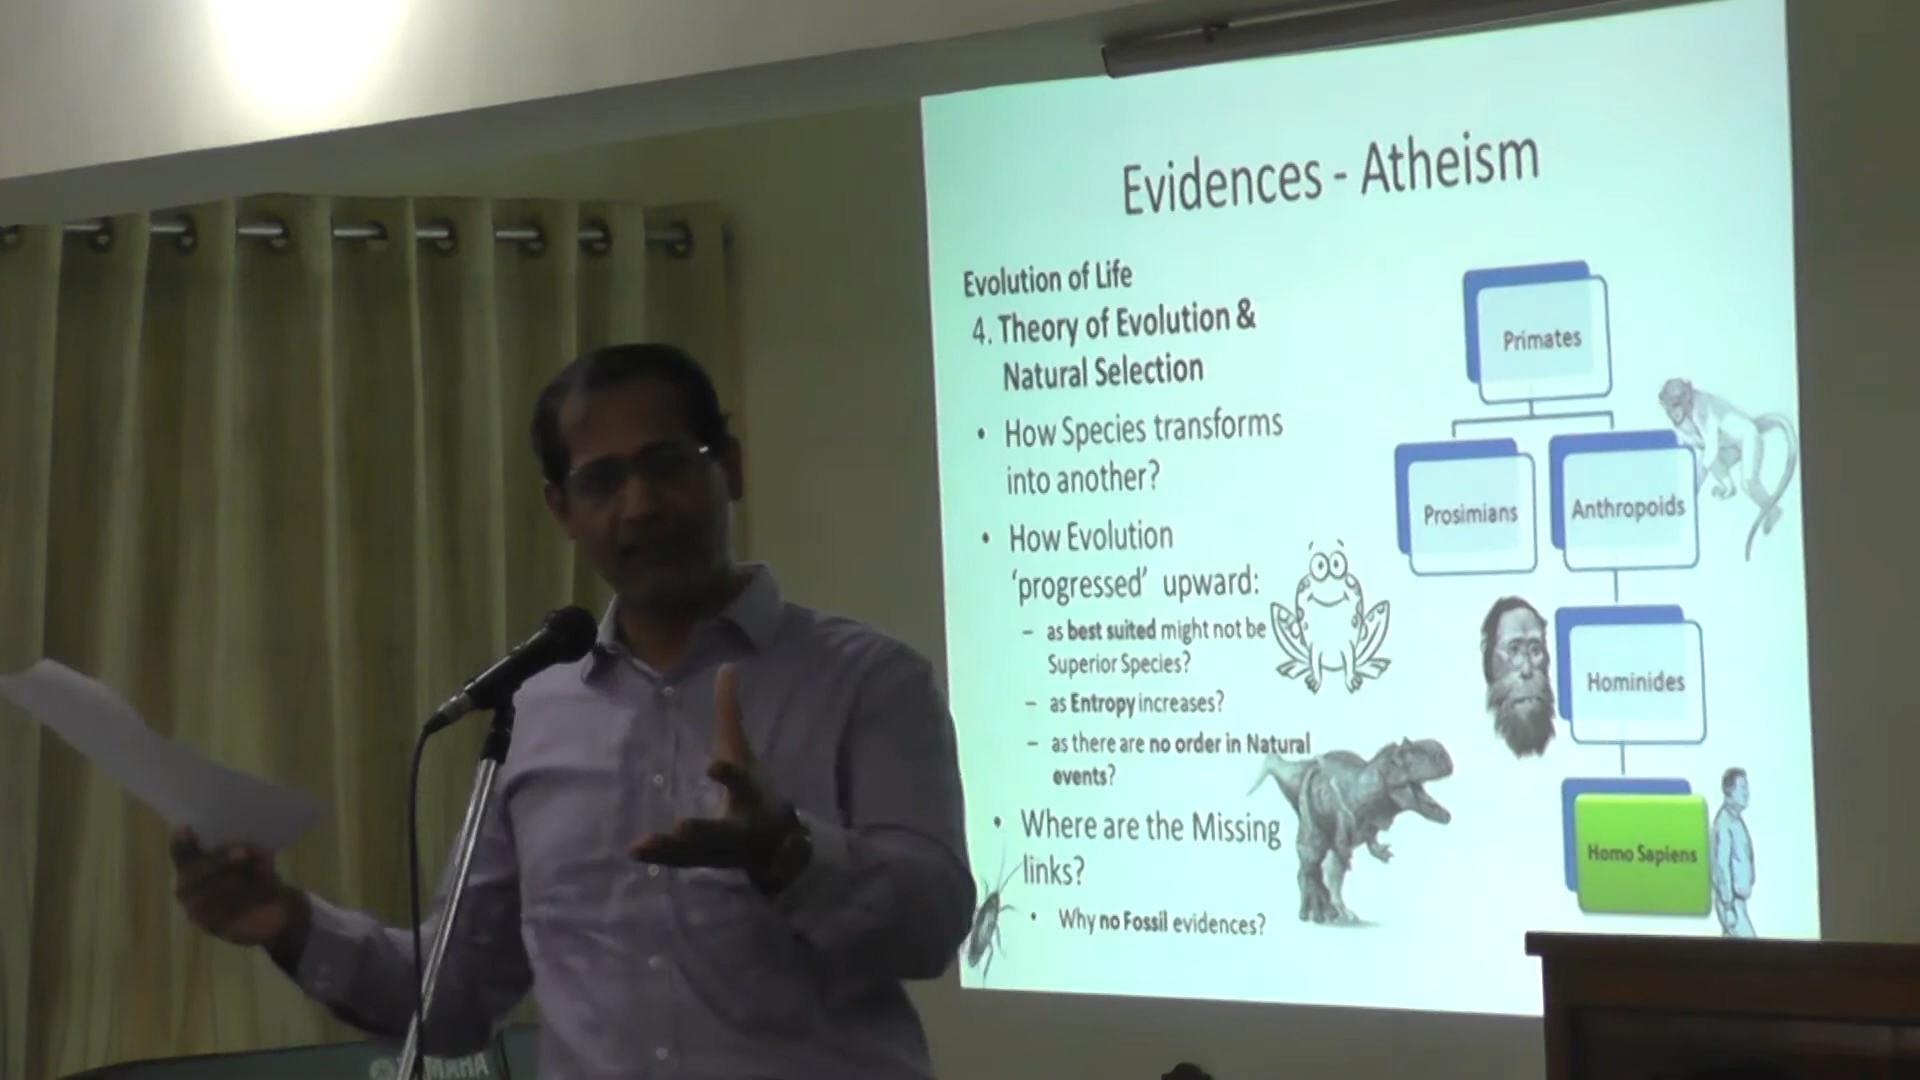 Evidences - Atheism
Evolution of Life
4. Theory of Evolution &
Natural Selection
• How Species transforms
into another?
• How Evolution
‘progressed’ upward:
– as best suited might not be
Superior Species?
– as Entropy increases?
– as there are no order in Natural
events?
• Where are the Missing
links?
• Why no Fossil evidences?
Primates
Prosimians
Anthropoids
Hominides
Homo Sapiens
YAMAHA